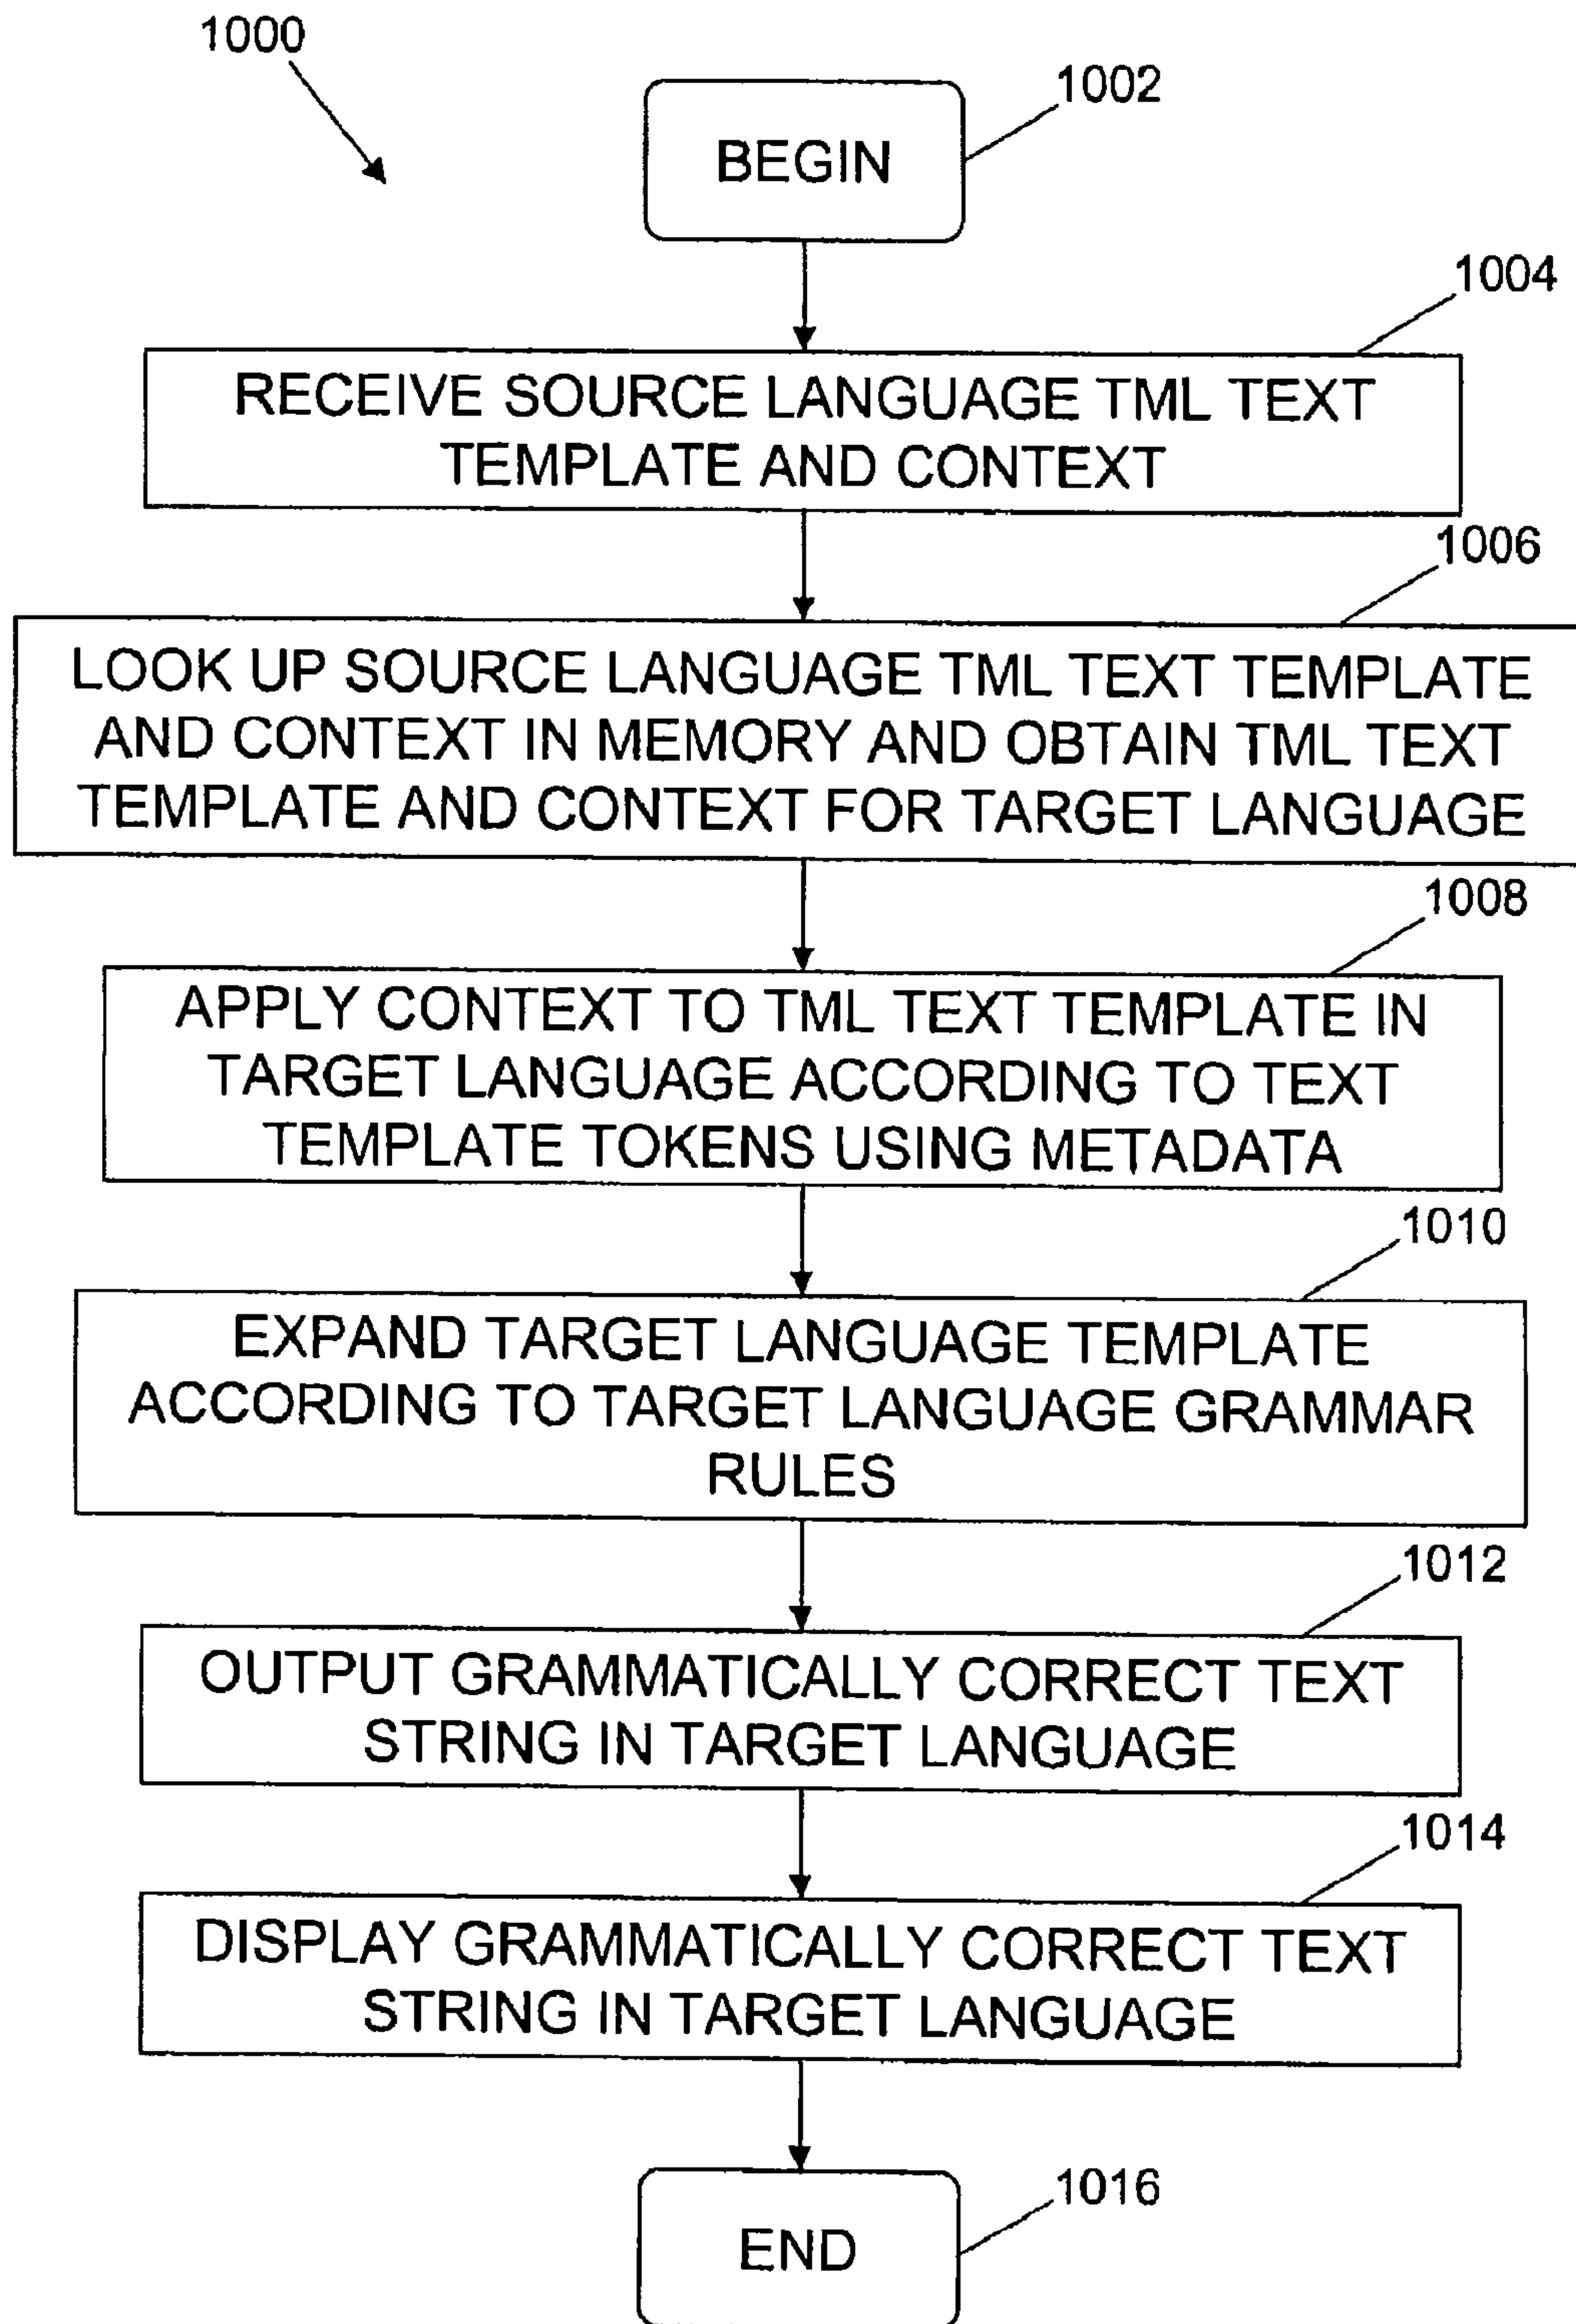 1000
1002
BEGIN
1004
RECEIVE SOURCE LANGUAGE TML TEXT
TEMPLATE AND CONTEXT
1006
LOOK UP SOURCE LANGUAGE TML TEXT TEMPLATE
AND CONTEXT IN MEMORY AND OBTAIN TML TEXT
TEMPLATE AND CONTEXT FOR TARGET LANGUAGE
1008
APPLY CONTEXT TO TML TEXT TEMPLATE IN
TARGET LANGUAGE ACCORDING TO TEXT
TEMPLATE TOKENS USING METADATA
1010
EXPAND TARGET LANGUAGE TEMPLATE
ACCORDING TO TARGET LANGUAGE GRAMMAR
RULES
1012
OUTPUT GRAMMATICALLY CORRECT TEXT
STRING IN TARGET LANGUAGE
1014
DISPLAY GRAMMATICALLY CORRECT TEXT
STRING IN TARGET LANGUAGE
1016
END